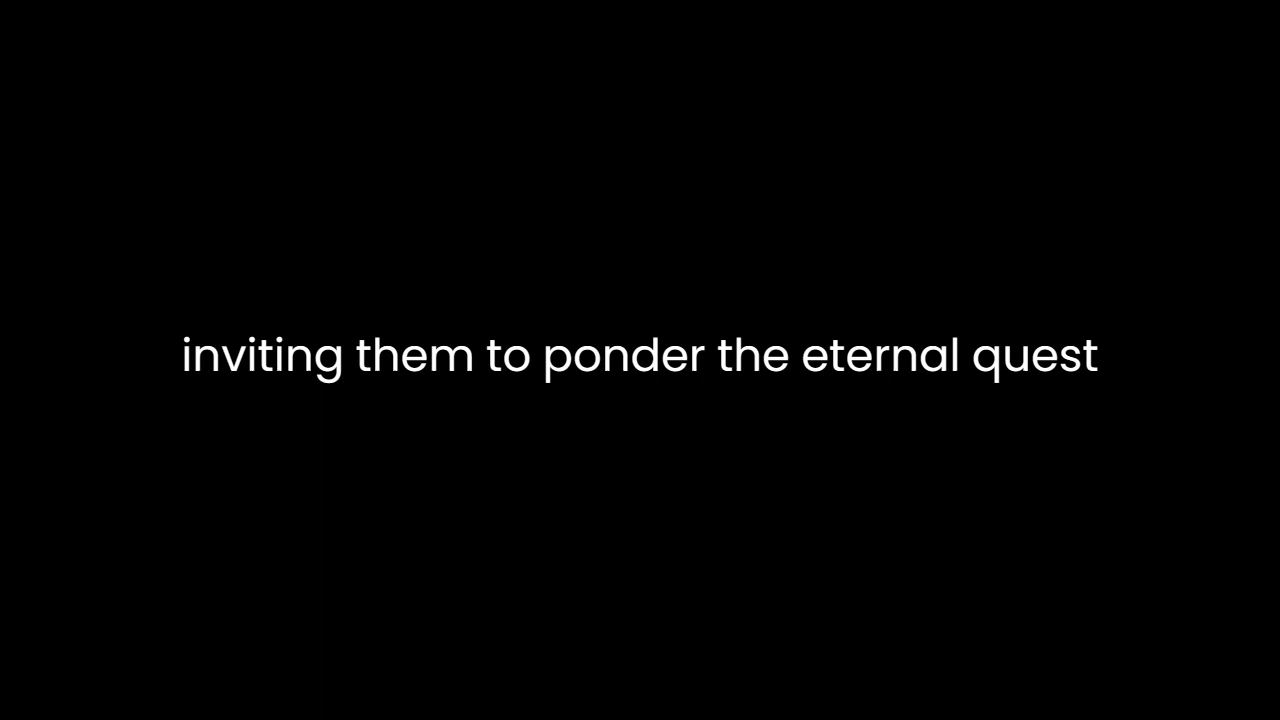 inviting them to ponder the eternal quest